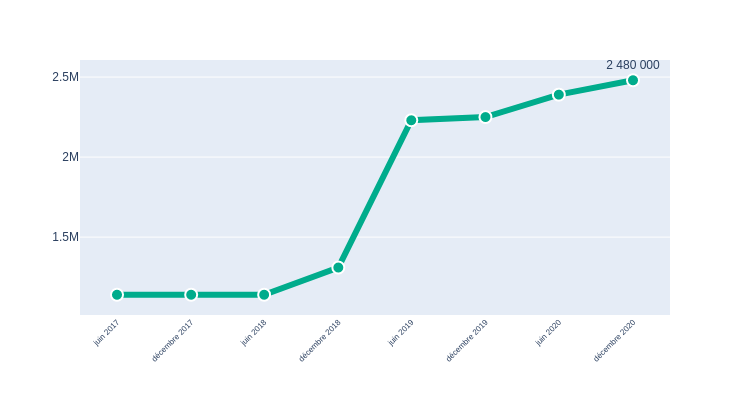 2 480 000
2.5M
2M
1.5M
juin 2017
décembre 2017
juin 2018
décembre 2018
juin 2019
décembre 2019
juin 2020
décembre 2020